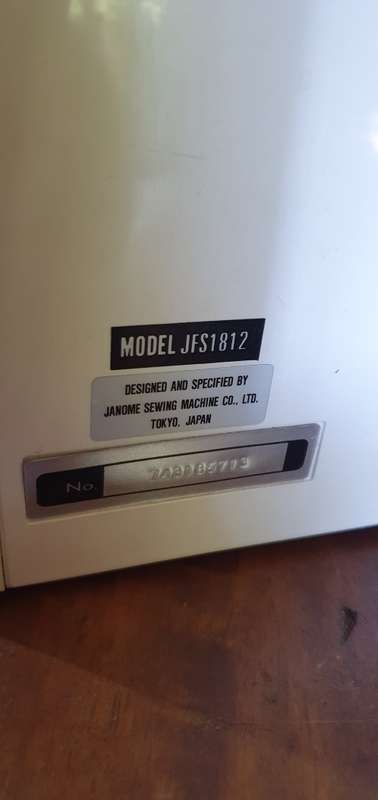 MODEL JFS1812
DESIGNED AND SPECIFIED BY
JANOME SEWING MACHINE CO., LTD.
TOKYO, JAPAN
No.